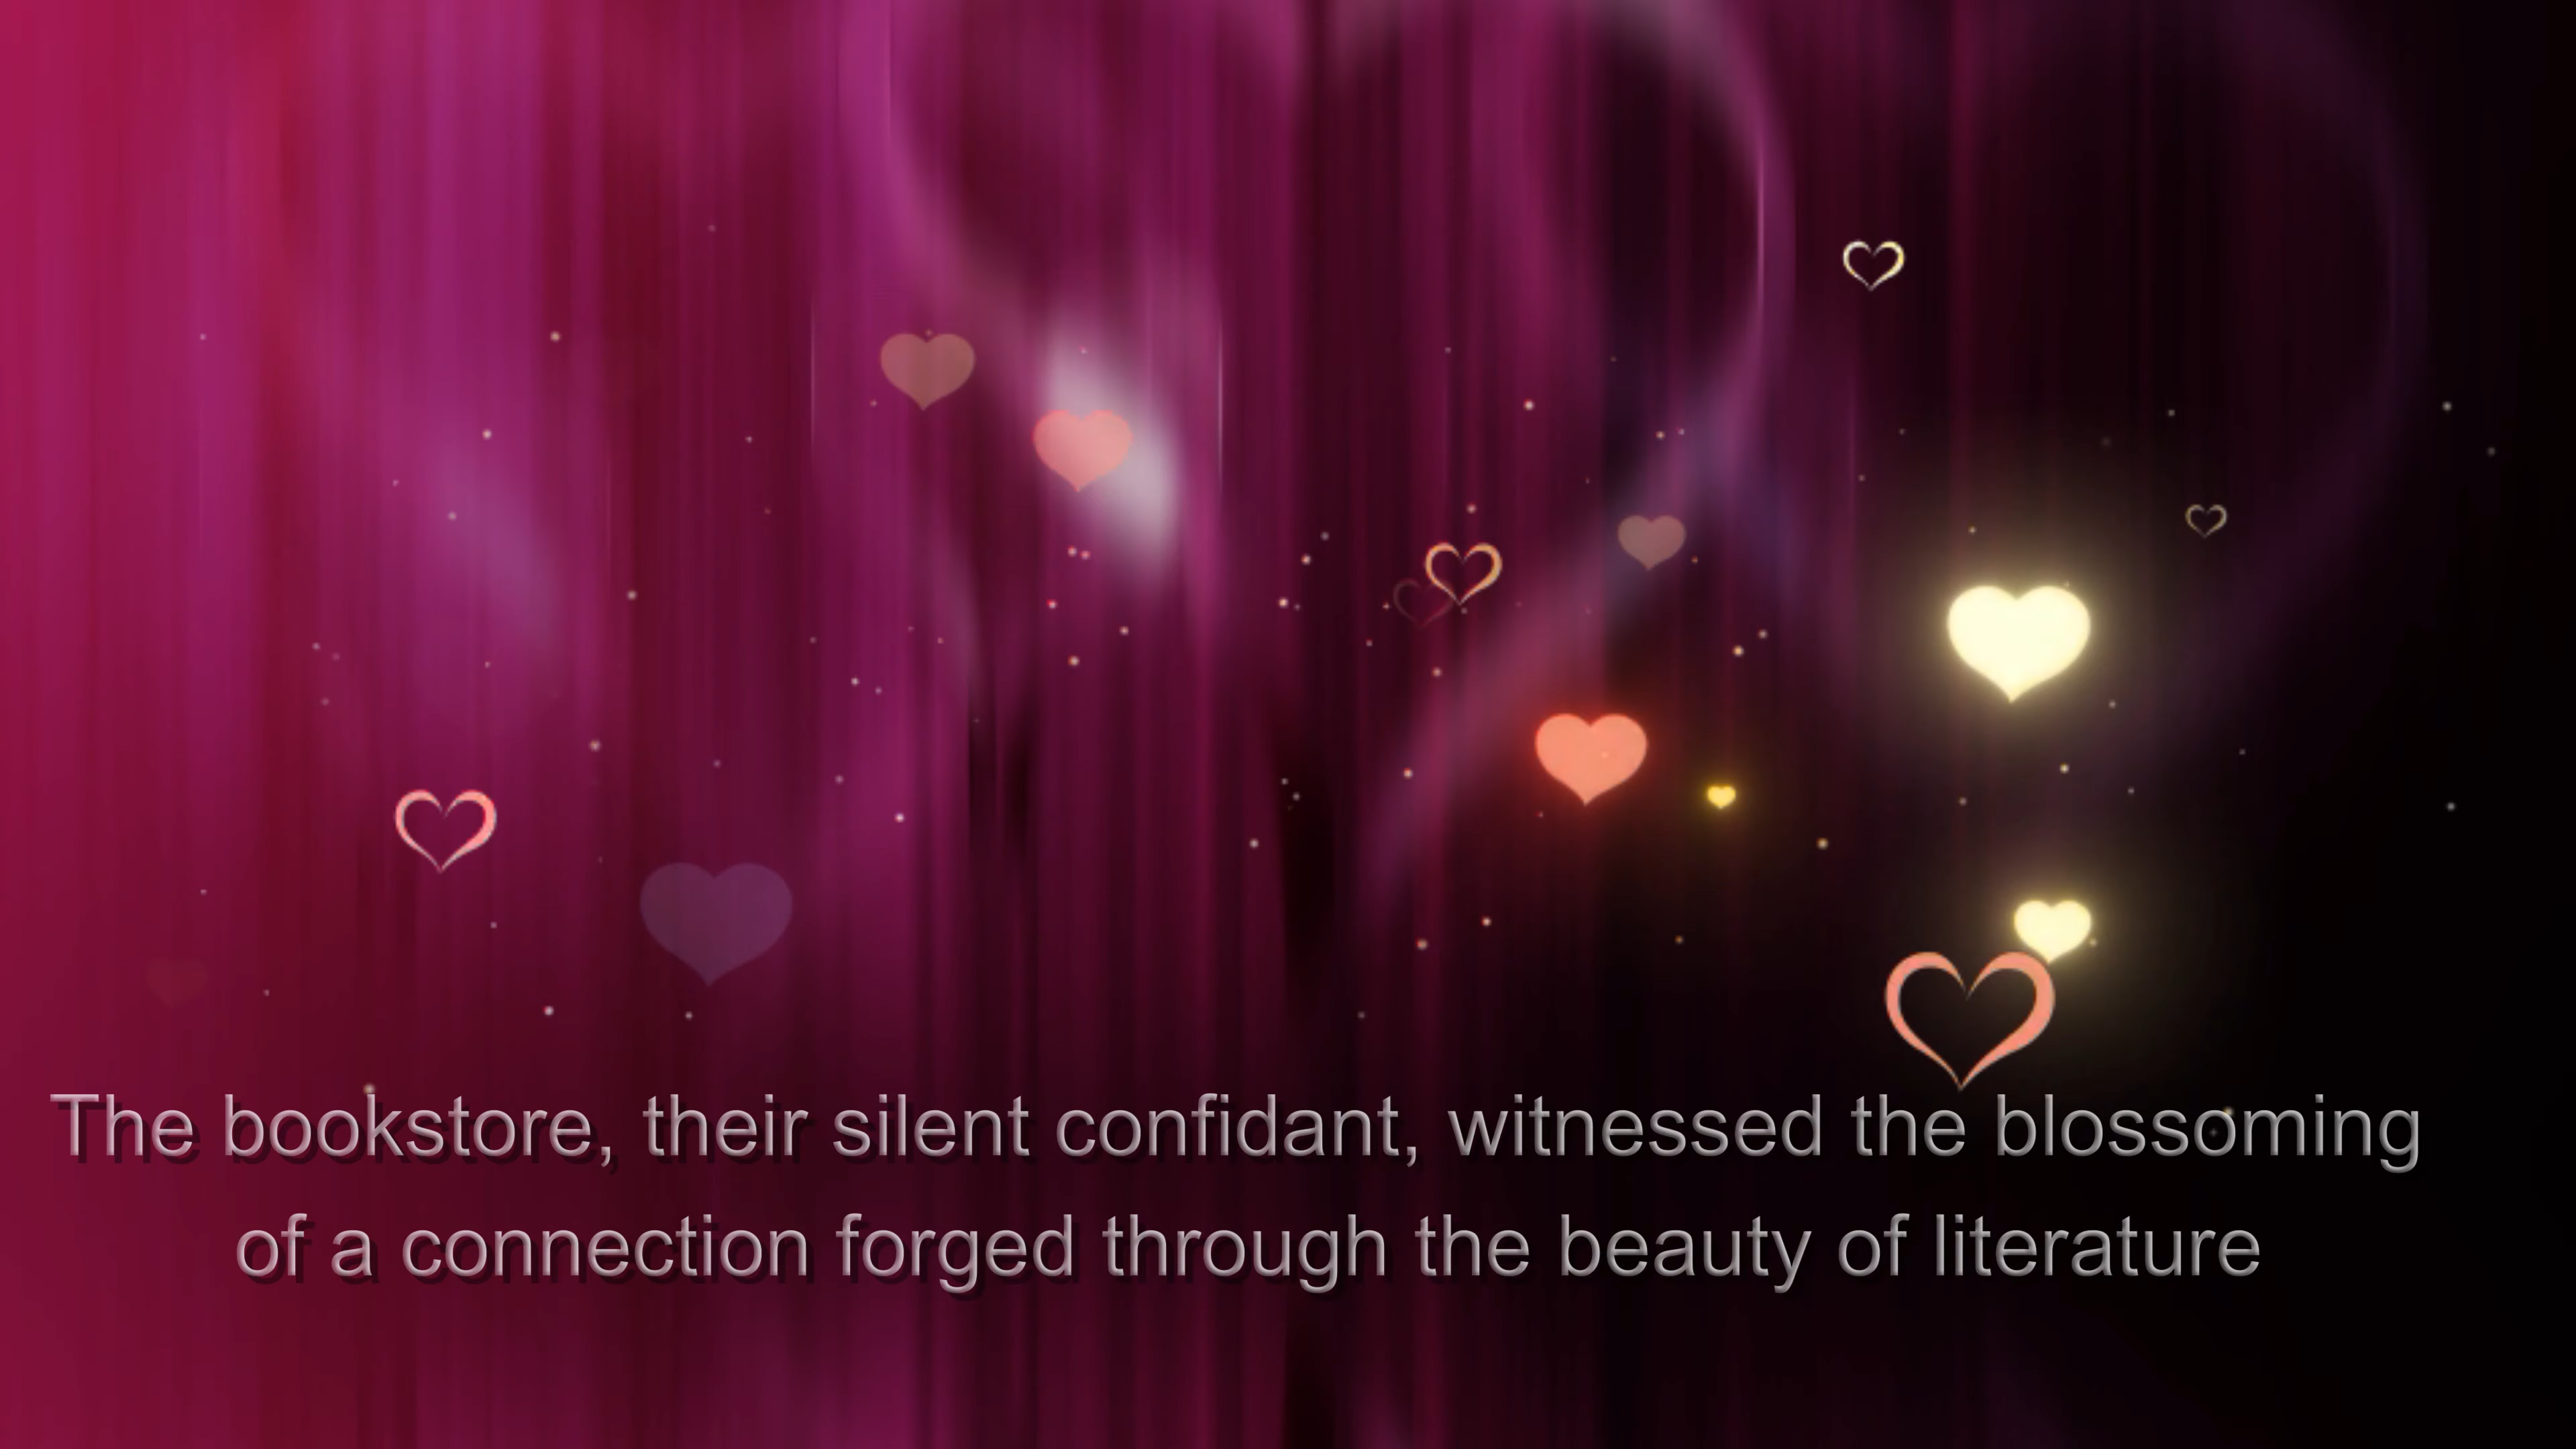 The bookstore, their silent confidant, witnessed the blossoming
of a connection forged through the beauty of literature